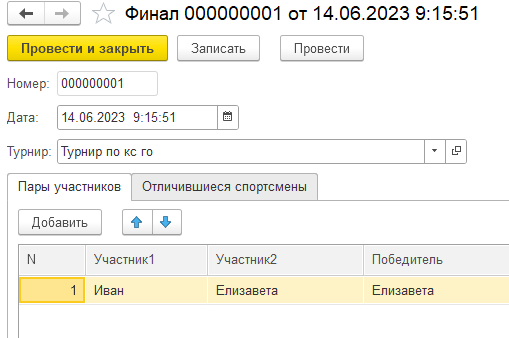 Финал 000000001 от 14.06.2023 9:15:51
Провести и закрыть Записать Провести
Номер: 000000001
Дата: 14.06.2023 9:15:51
Турнир: Турнир по кс го
Пары участников Отличившиеся спортсмены
Добавить
N Участник1 Участник2 Победитель
1 Иван Елизавета Елизавета